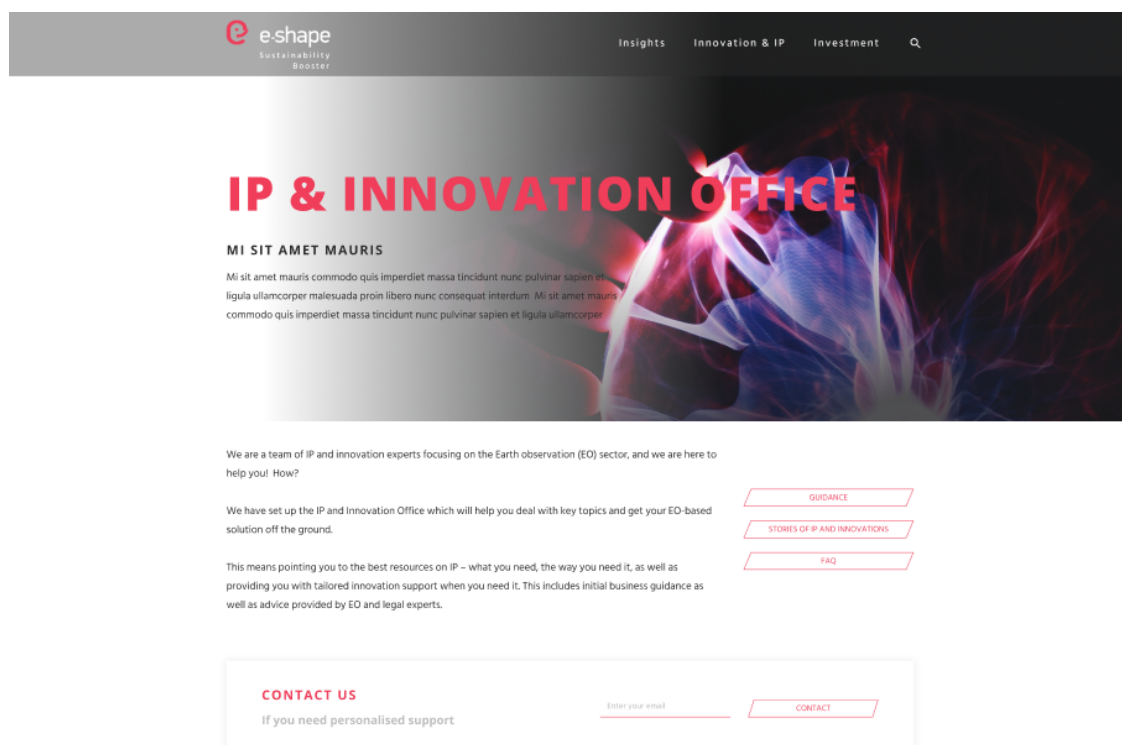 e-shape
Sustainability
Booster
Insights Innovation & IP Investment
IP & INNOVATION OFFICE
MI SIT AMET MAURIS
Mi sit amet mauris commodo quis imperdiet massa tincidunt nunc pulvinar sapien et
ligula ullamcorper malesuada proin libero nunc consequat interdum Mi sit amet mauris
commodo quis imperdiet massa tincidunt nunc pulvinar sapien et ligula ullamcorper
We are a team of IP and innovation experts focusing on the Earth observation (EO) sector, and we are here to
help you! How?
We have set up the IP and Innovation Office which will help you deal with key topics and get your EO-based
solution off the ground.
This means pointing you to the best resources on IP – what you need, the way you need it, as well as
providing you with tailored innovation support when you need it. This includes initial business guidance as
well as advice provided by EO and legal experts.
GUIDANCE
STORIES OF IP AND INNOVATIONS
FAQ
CONTACT US
If you need personalised support
Enter your email
CONTACT